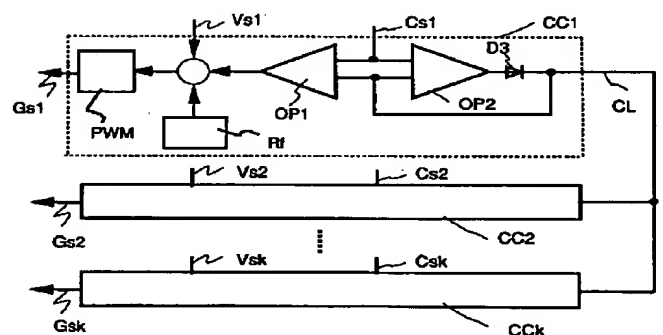 Vs1
Cs1
CC1
D3
Gs1
PWM
OP1
OP2
CL
Rf
Vs2
Cs2
Gs2
CC2
Vsk
Csk
Gsk
CCk